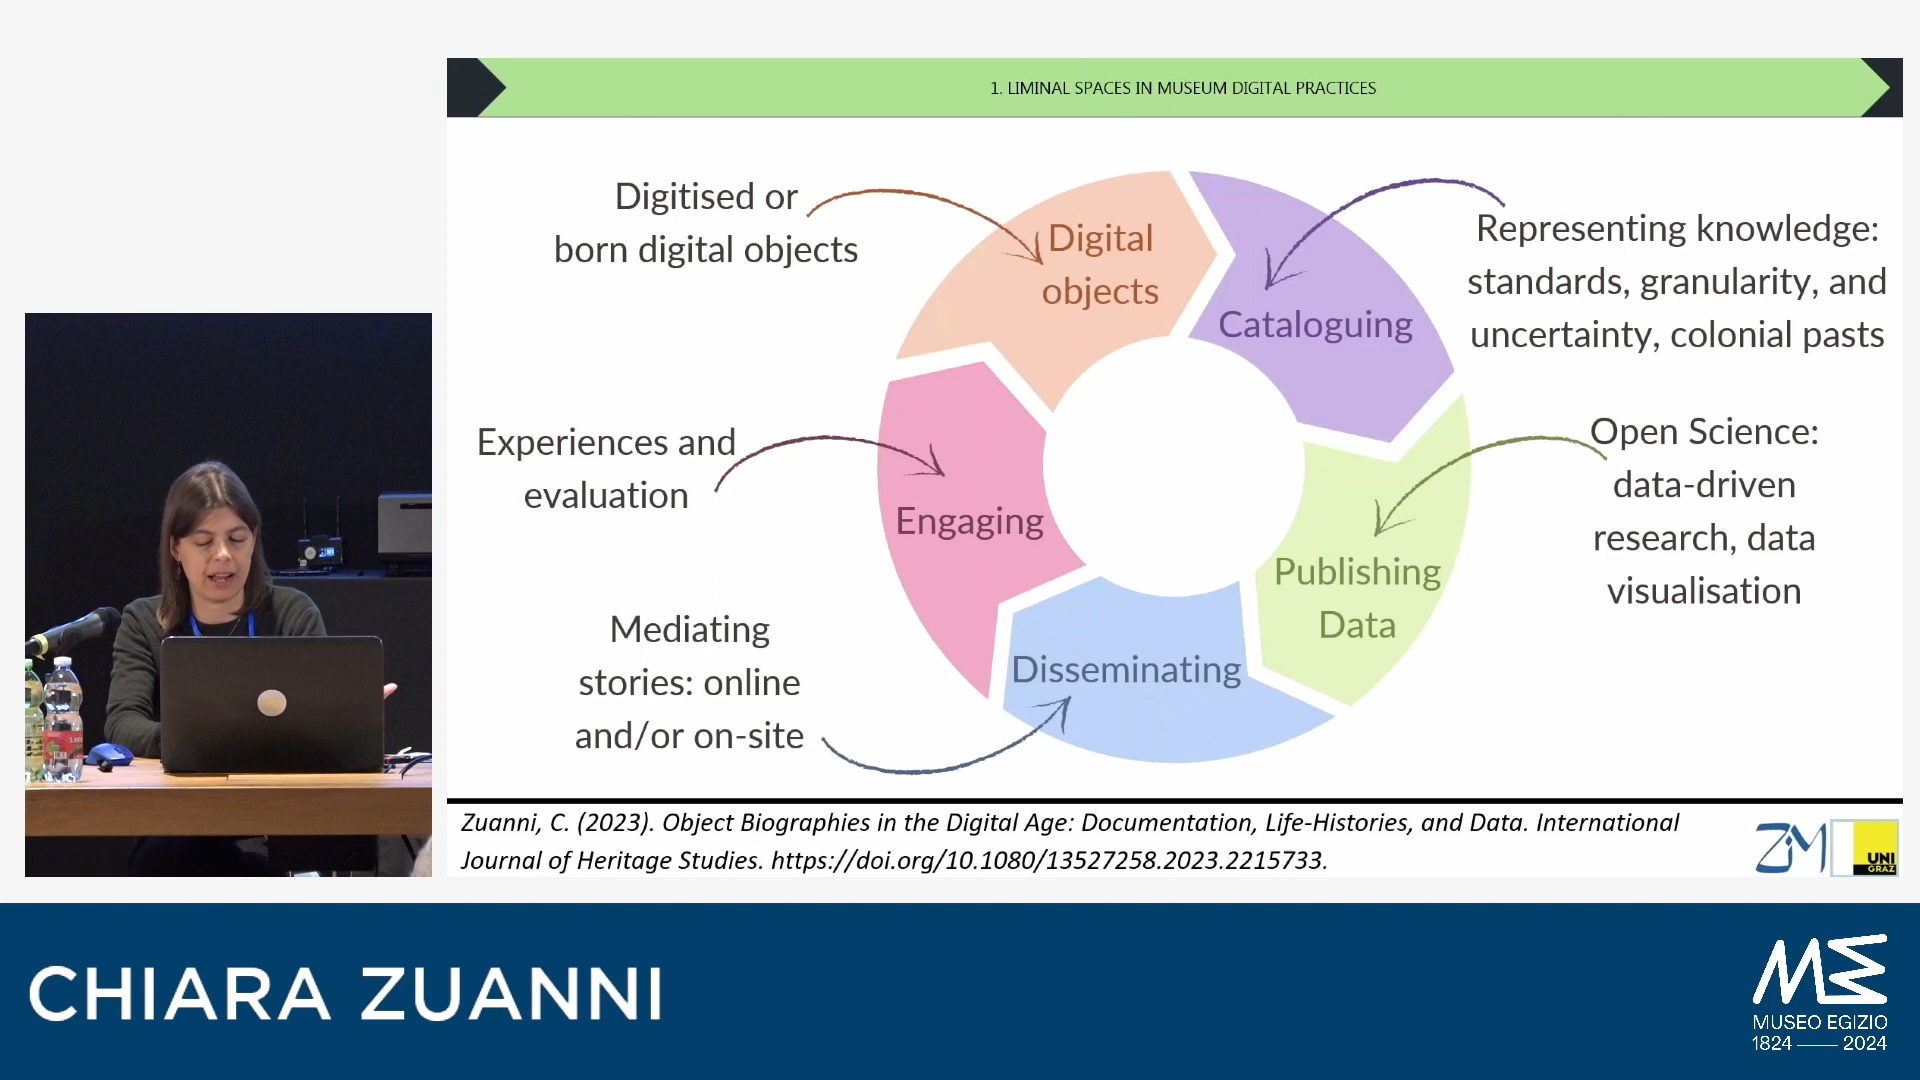 1. LIMINAL SPACES IN MUSEUM DIGITAL PRACTICES
Digitised or
born digital objects
Digital
objects
Cataloguing
Representing knowledge:
standards, granularity, and
uncertainty, colonial pasts
Experiences and
evaluation
Engaging
Open Science:
data-driven
research, data
visualisation
Publishing
Data
Mediating
stories: online
and/or on-site
Disseminating
Zuanni, C. (2023). Object Biographies in the Digital Age: Documentation, Life-Histories, and Data. International
Journal of Heritage Studies. https://doi.org/10.1080/13527258.2023.2215733.
ZiM
UNI
GRAZ
CHIARA ZUANNI
ME
MUSEO EGIZIO
1824 —— 2024